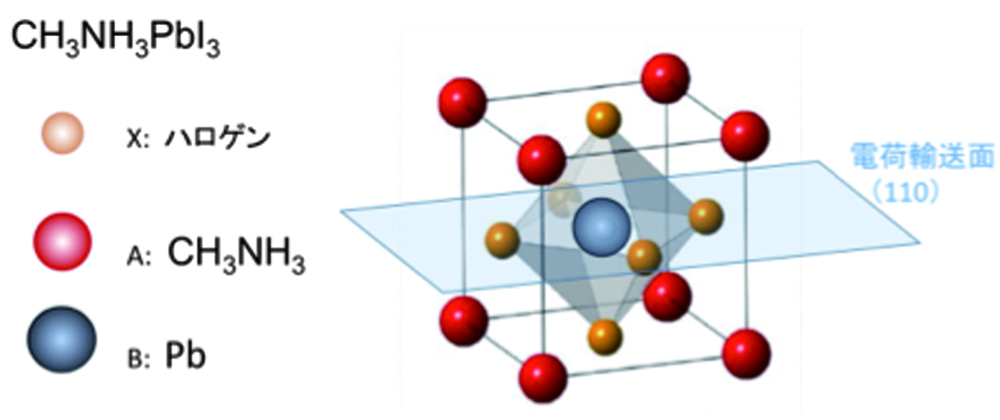 CH₃NH₃PbI₃
X: ハロゲン
A: CH₃NH₃
B: Pb
電荷輸送面
（110）